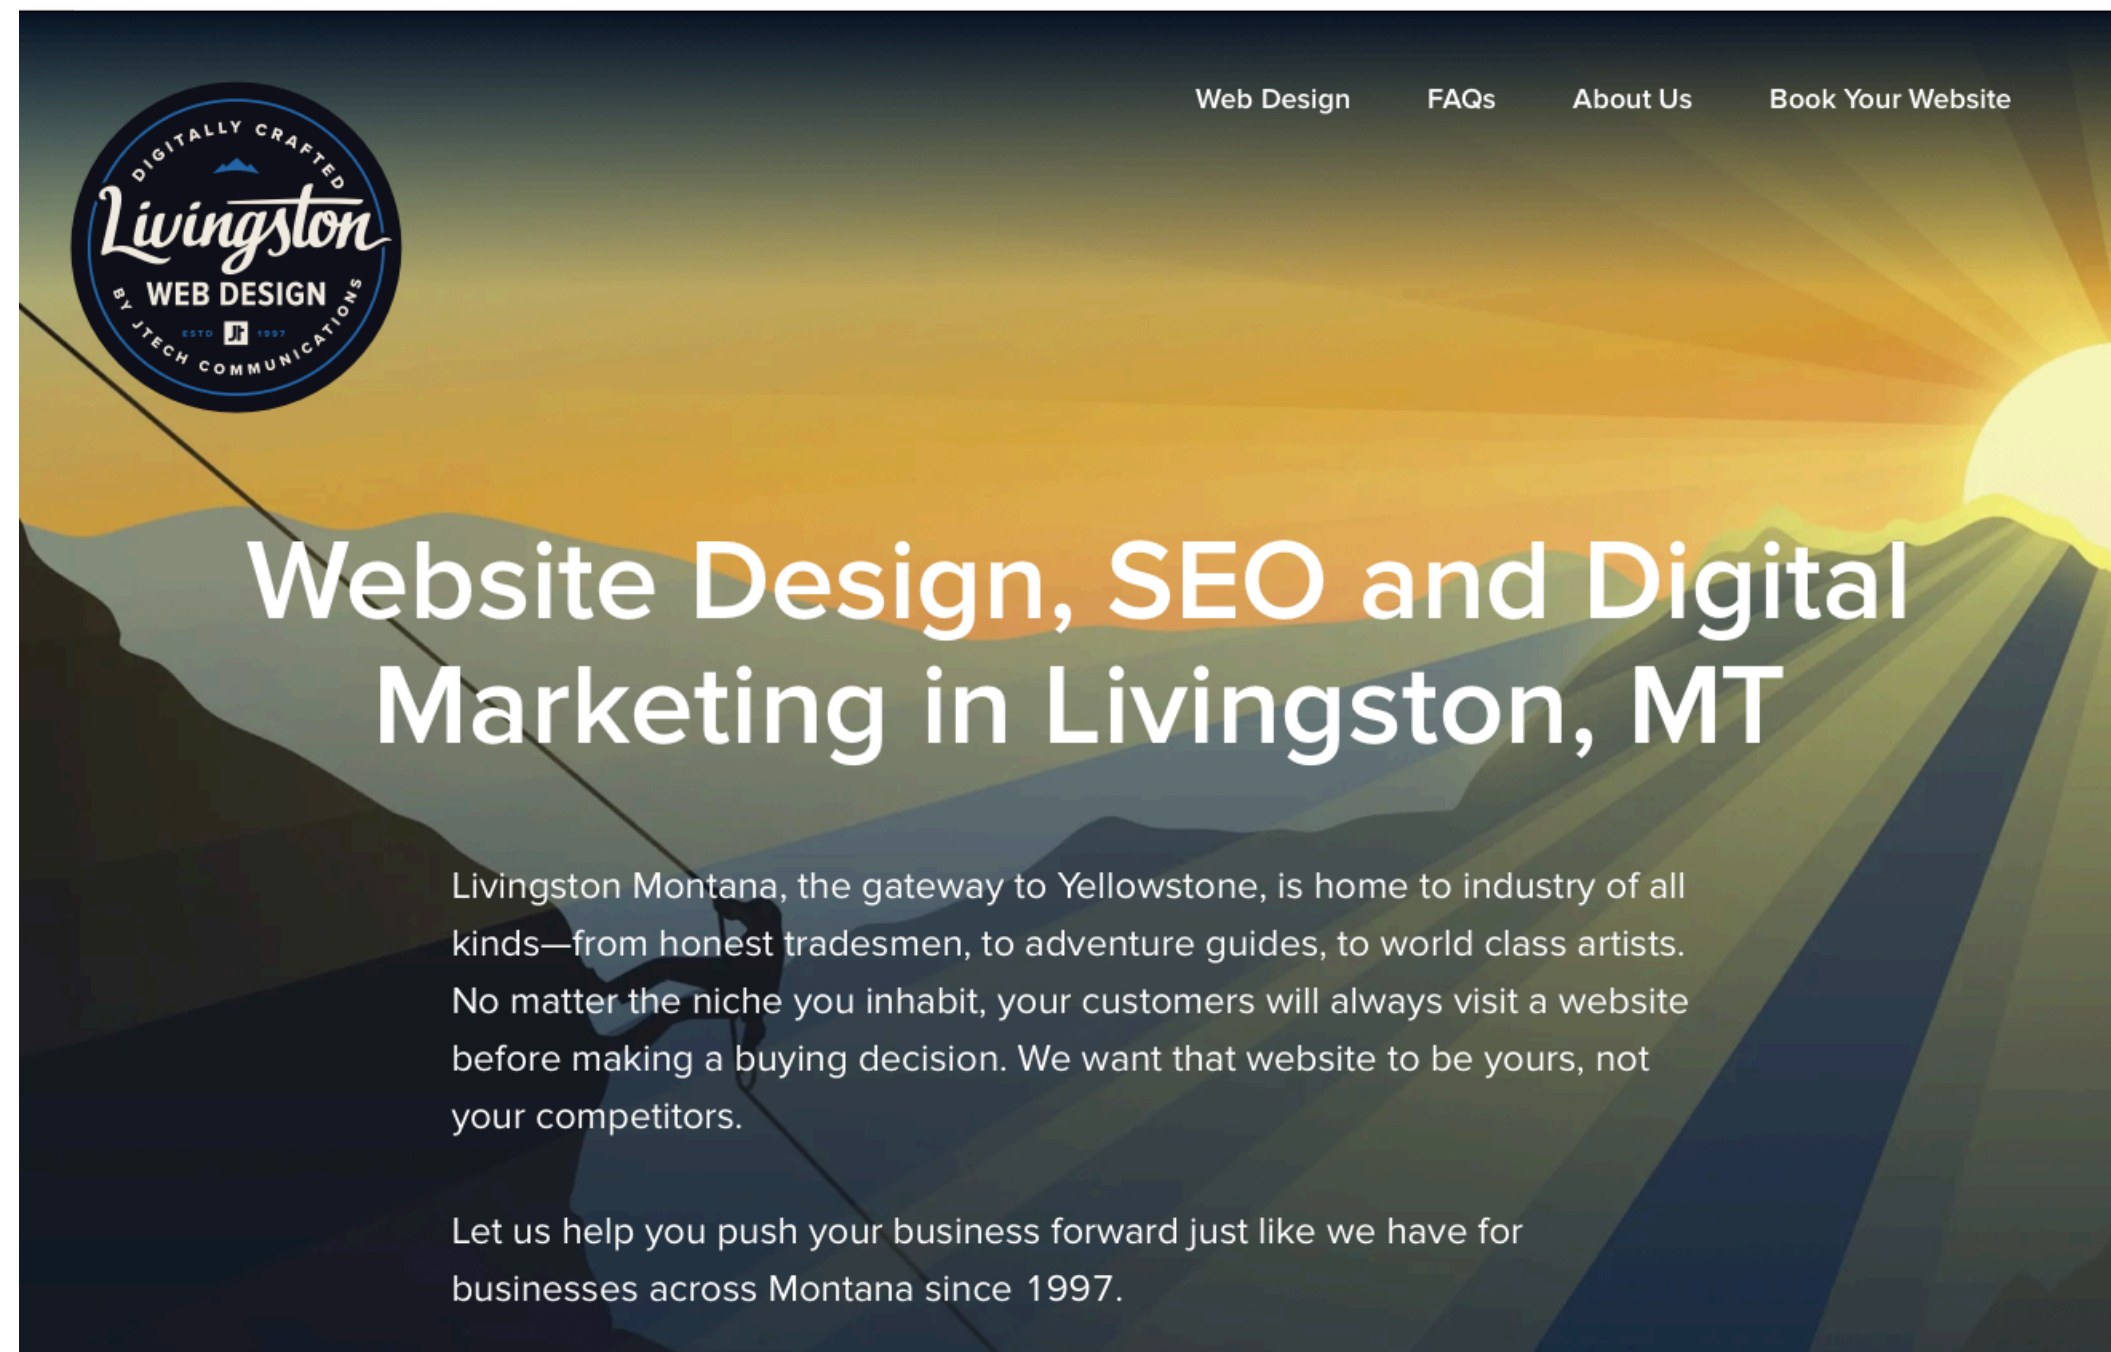 Web Design FAQs About Us Book Your Website
DIGITALLY CRAFTED
Livingston
WEB DESIGN
ESTD JT 1997
BY JTECH COMMUNICATIONS
Website Design, SEO and Digital
Marketing in Livingston, MT
Livingston Montana, the gateway to Yellowstone, is home to industry of all
kinds—from honest tradesmen, to adventure guides, to world class artists.
No matter the niche you inhabit, your customers will always visit a website
before making a buying decision. We want that website to be yours, not
your competitors.
Let us help you push your business forward just like we have for
businesses across Montana since 1997.